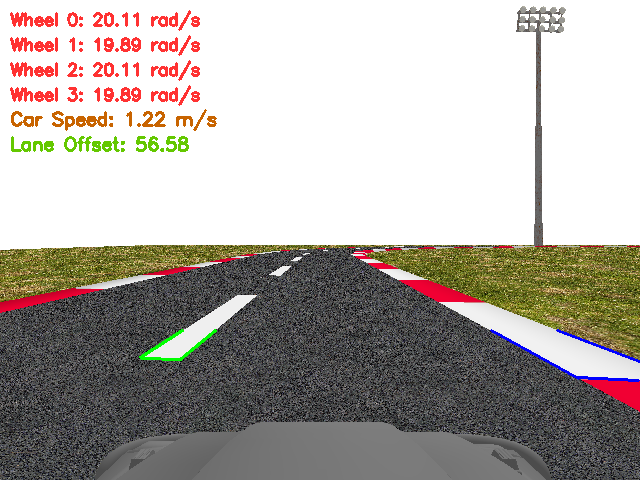 Wheel 0: 20.11 rad/s
Wheel 1: 19.89 rad/s
Wheel 2: 20.11 rad/s
Wheel 3: 19.89 rad/s
Car Speed: 1.22 m/s
Lane Offset: 56.58